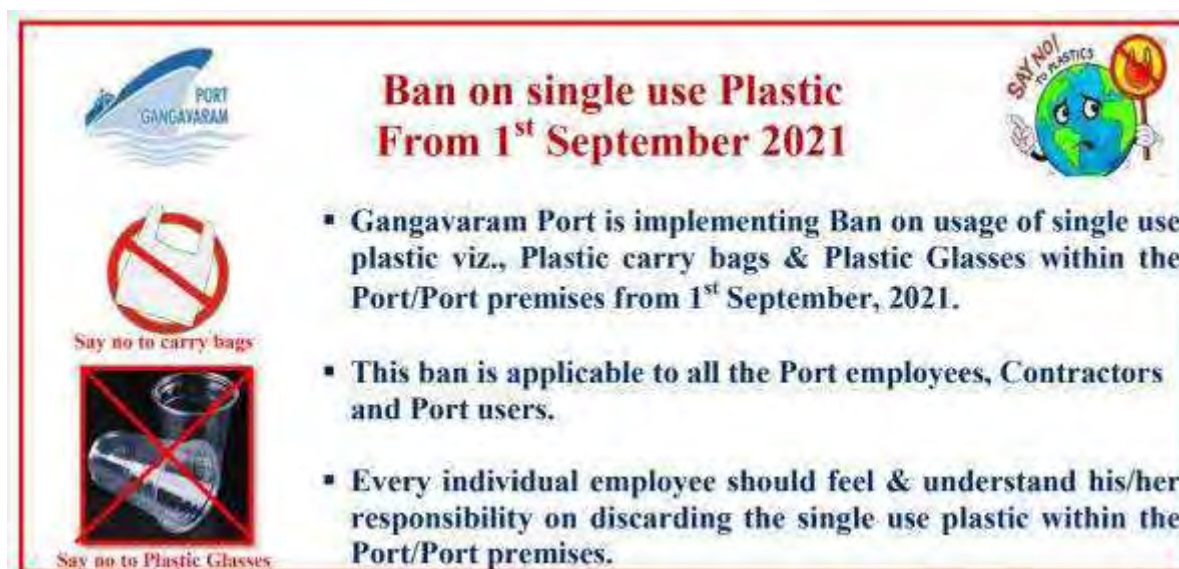 PORT
GANGAVARAM
Ban on single use Plastic
From 1st September 2021
SAY NO!
TO PLASTICS
▪ Gangavaram Port is implementing Ban on usage of single use
plastic viz., Plastic carry bags & Plastic Glasses within the
Port/Port premises from 1st September, 2021.
Say no to carry bags
▪ This ban is applicable to all the Port employees, Contractors
and Port users.
▪ Every individual employee should feel & understand his/her
responsibility on discarding the single use plastic within the
Port/Port premises.
Say no to Plastic Glasses